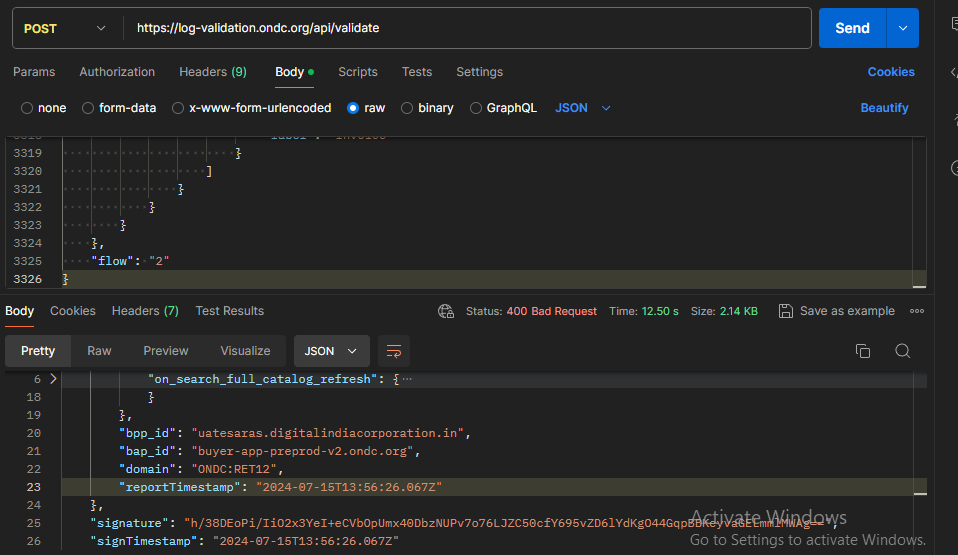 POST https://log-validation.ondc.org/api/validate Send
Params Authorization Headers (9) Body Scripts Tests Settings Cookies
none form-data x-www-form-urlencoded raw binary GraphQL JSON Beautify
3319 }
3320 ]
3321 }
3322 }
3323 }
3324 },
3325 "flow": "2"
3326 }
Body Cookies Headers (7) Test Results Status: 400 Bad Request Time: 12.50 s Size: 2.14 KB Save as example
Pretty Raw Preview Visualize JSON
6 "on_search_full_catalog_refresh": {
18 }
19 },
20 "bpp_id": "uatesaras.digitalindiacorporation.in",
21 "bap_id": "buyer-app-preprod-v2.ondc.org",
22 "domain": "ONDC:RET12",
23 "reportTimestamp": "2024-07-15T13:56:26.067Z"
24 },
25 "signature":
26 "signTimestamp": "2024-07-15T13:56:26.067Z"
Activate Windows
Go to Settings to activate Windows.